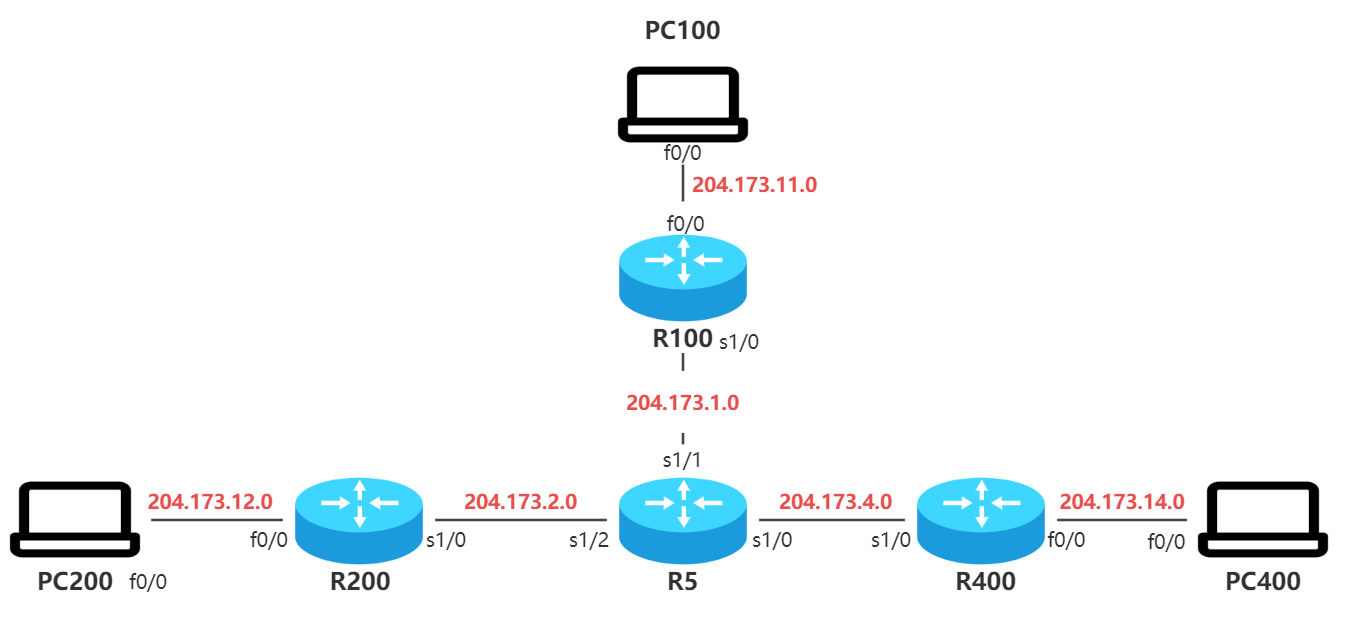 PC100
f0/0
204.173.11.0
f0/0
R100 s1/0
204.173.1.0
s1/1
204.173.12.0
204.173.2.0
204.173.4.0
204.173.14.0
f0/0
s1/0
s1/2
s1/0
s1/0
f0/0
f0/0
PC200 f0/0
R200
R5
R400
PC400